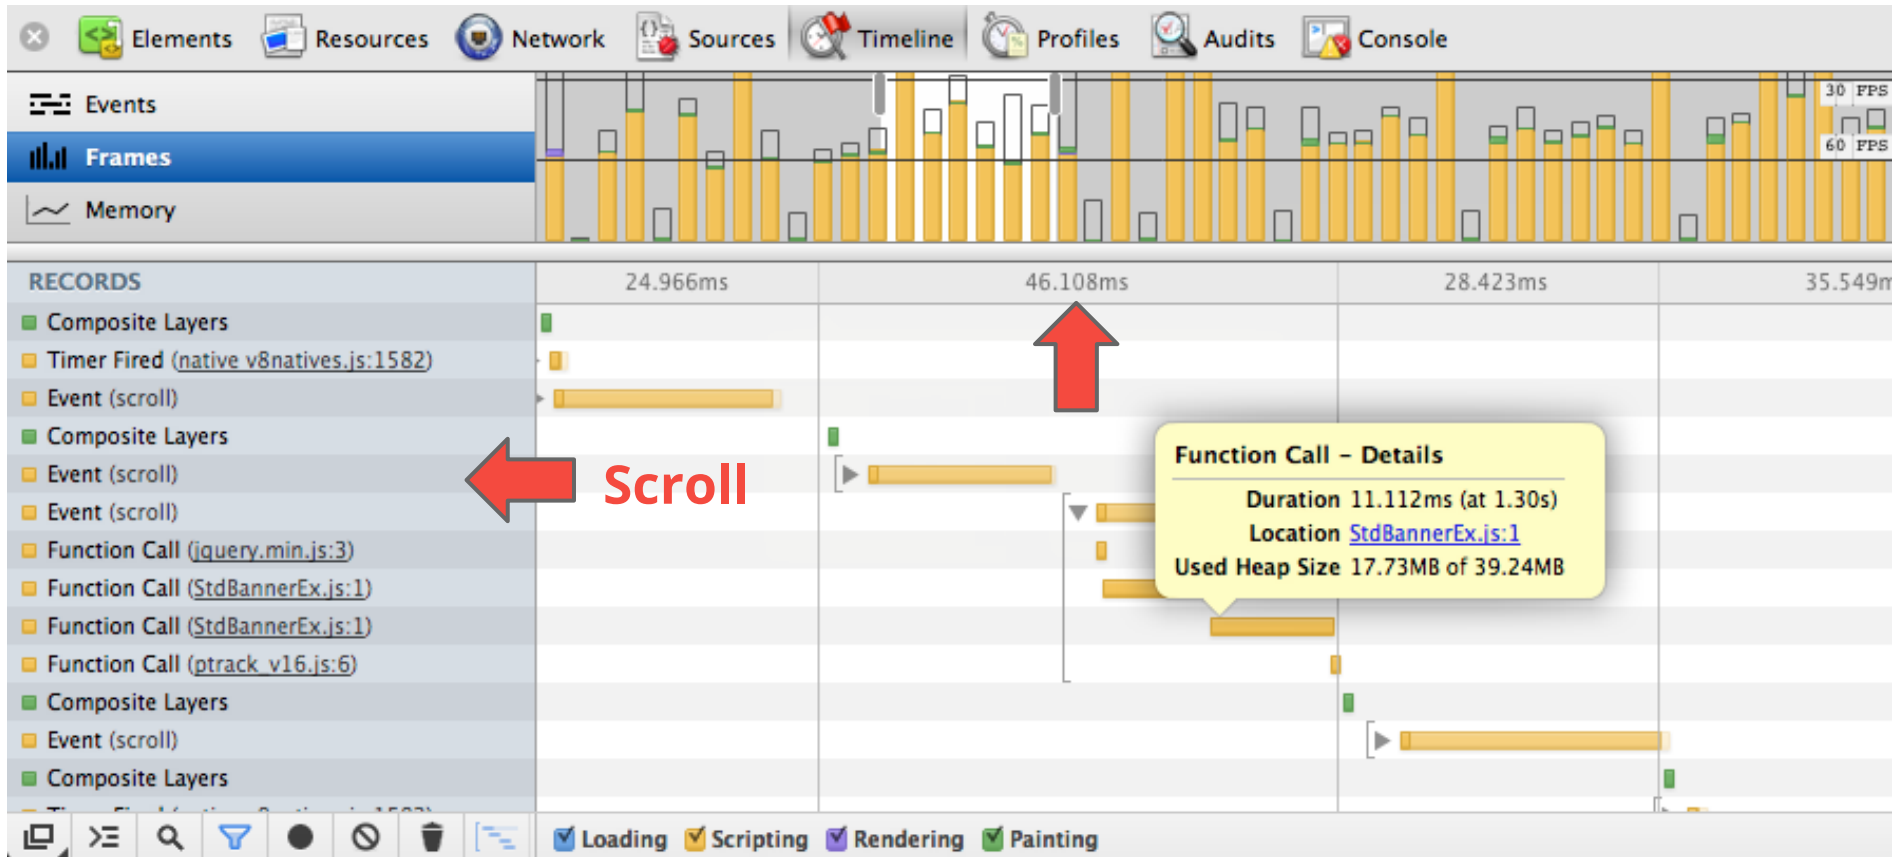 Elements Resources Network Sources Timeline Profiles Audits Console
Events
Frames
Memory
30 FPS
60 FPS
RECORDS 24.966ms 46.108ms 28.423ms 35.549m
Composite Layers
Timer Fired (native v8natives.js:1582)
Event (scroll)
Composite Layers
Event (scroll)
Scroll
Event (scroll)
Function Call (jquery.min.js:3)
Function Call (StdBannerEx.js:1)
Function Call (StdBannerEx.js:1)
Function Call (ptrack_v16.js:6)
Composite Layers
Event (scroll)
Composite Layers
Function Call – Details
Duration 11.112ms (at 1.30s)
Location StdBannerEx.js:1
Used Heap Size 17.73MB of 39.24MB
Loading Scripting Rendering Painting